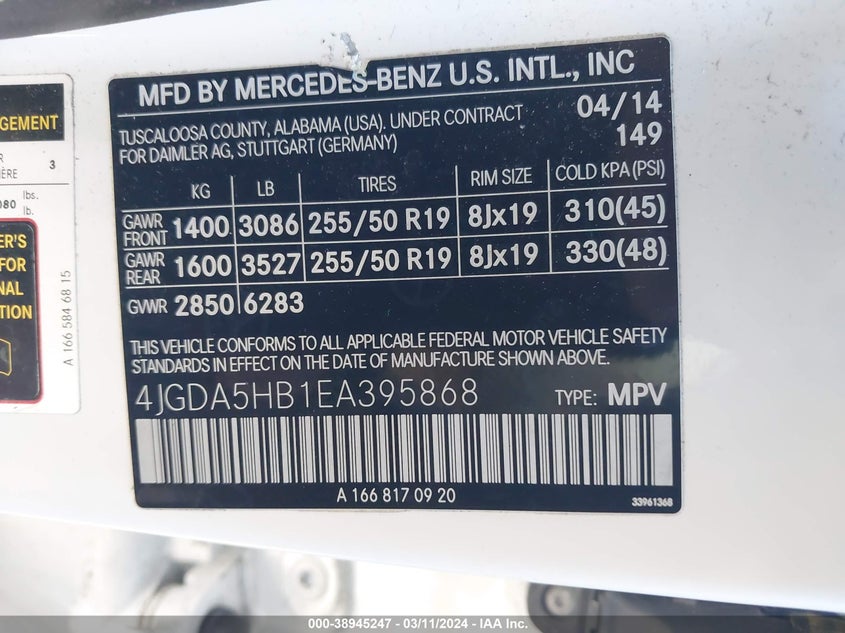 GEMENT
3
080 lbs.
lb.
ER'S
FOR
NAL
TION
A 166 584 68 15
MFD BY MERCEDES-BENZ U.S. INTL., INC
TUSCALOOSA COUNTY, ALABAMA (USA). UNDER CONTRACT
FOR DAIMLER AG, STUTTGART (GERMANY)
04/14
149
KG LB TIRES RIM SIZE COLD KPA (PSI)
GAWR FRONT 1400 3086 255/50 R19 8Jx19 310(45)
GAWR REAR 1600 3527 255/50 R19 8Jx19 330(48)
GVWR 2850 6283
THIS VEHICLE CONFORMS TO ALL APPLICABLE FEDERAL MOTOR VEHICLE SAFETY
STANDARDS IN EFFECT ON THE DATE OF MANUFACTURE SHOWN ABOVE.
4JGDA5HB1EA395868 TYPE: MPV
A 166 817 09 20
33961368
000-38945247 - 03/11/2024 - IAA Inc.